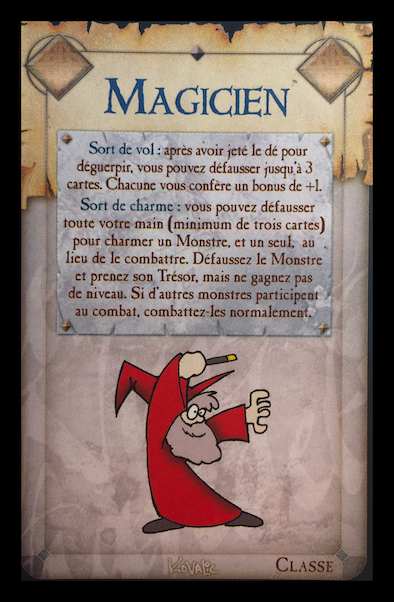 MAGICIEN
Sort de vol : après avoir jeté le dé pour
déguerpir, vous pouvez défausser jusqu'à 3
cartes. Chacune vous confère un bonus de +1.
Sort de charme : vous pouvez défausser
toute votre main (minimum de trois cartes)
pour charmer un Monstre, et un seul, au
lieu de le combattre. Défaussez le Monstre
et prenez son Trésor, mais ne gagnez pas
de niveau. Si d'autres monstres participent
au combat, combattez-les normalement.
KOVALIC
CLASSE